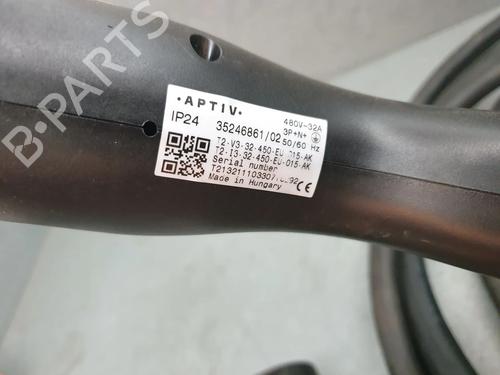 B-PARTS
·APTIV·
IP24 35246861/02
480V-32A
3P+N+
50/60 Hz
T2-V3-32-450-EU-015-AK
T2-I3-32-450-EU-015-AK
Serial number
Made in Hungary CE